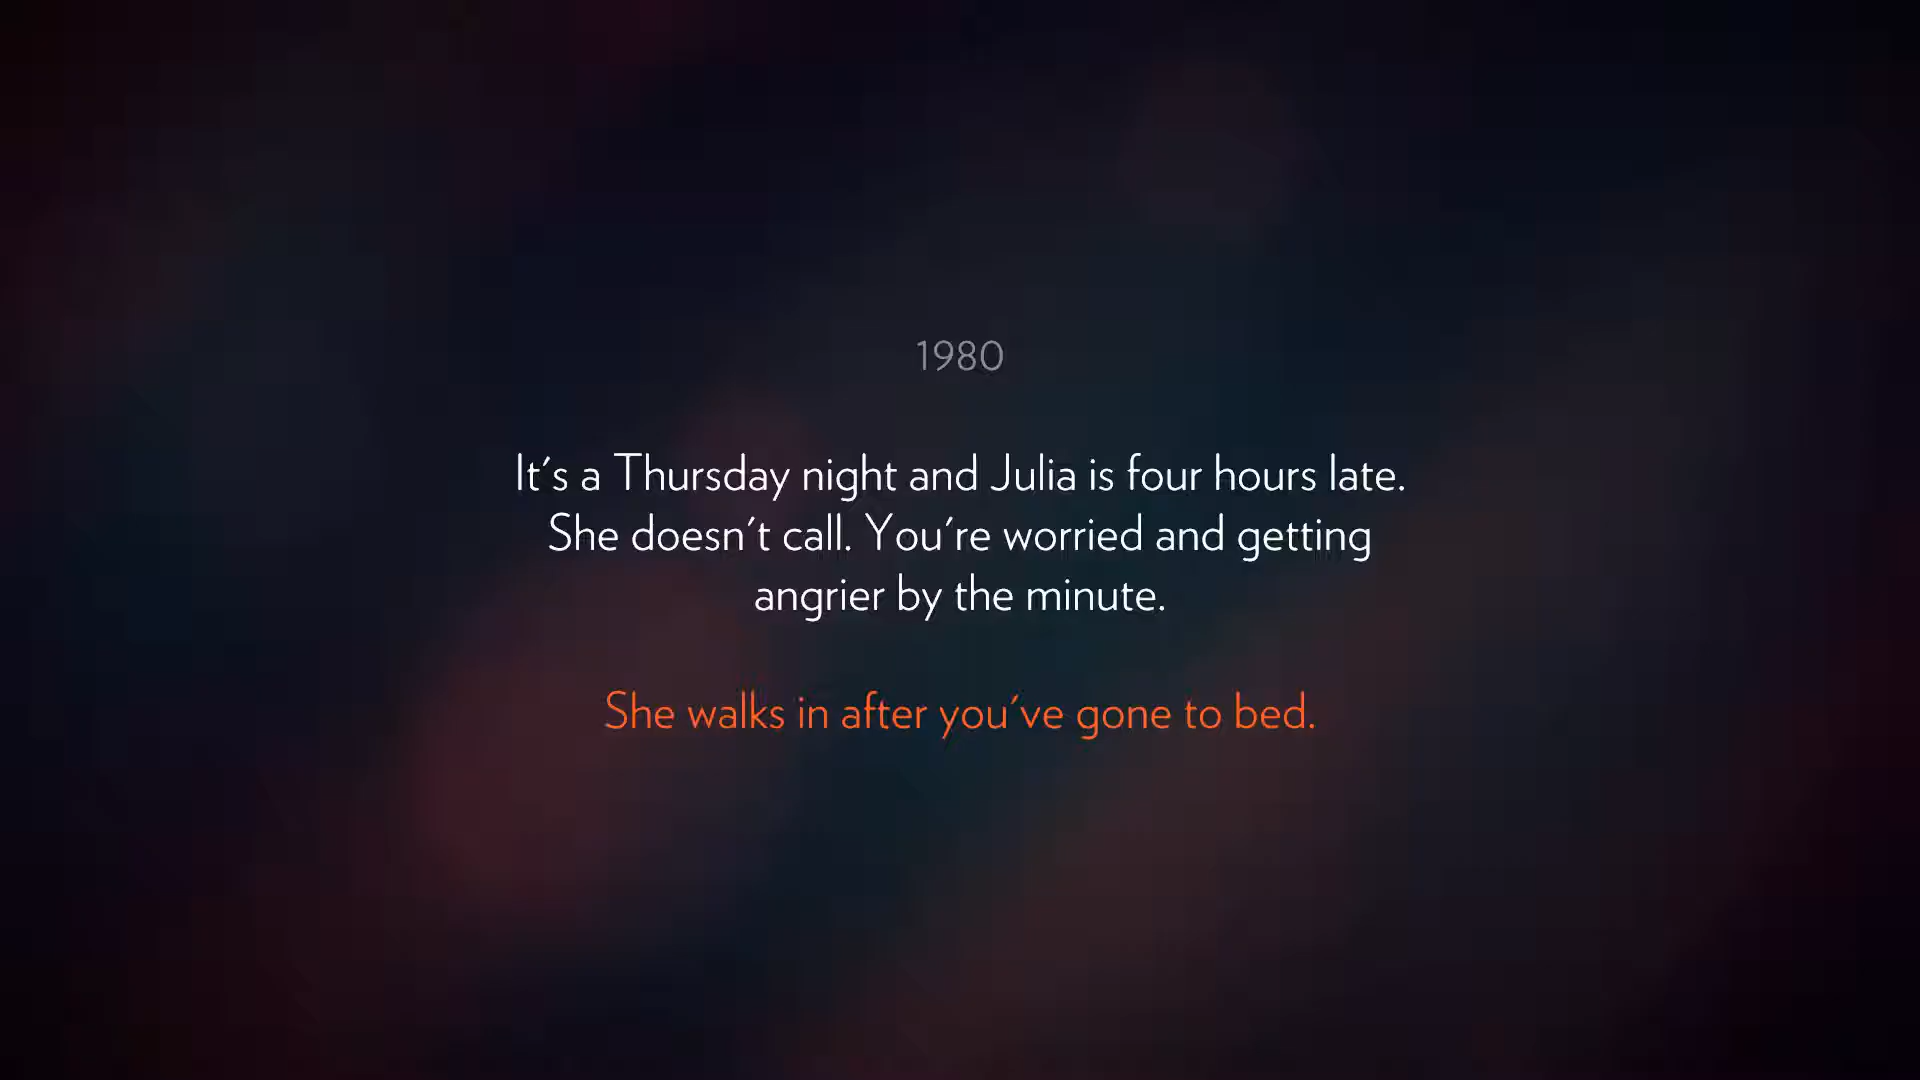 1980
It's a Thursday night and Julia is four hours late.
She doesn't call. You're worried and getting
angrier by the minute.
She walks in after you've gone to bed.